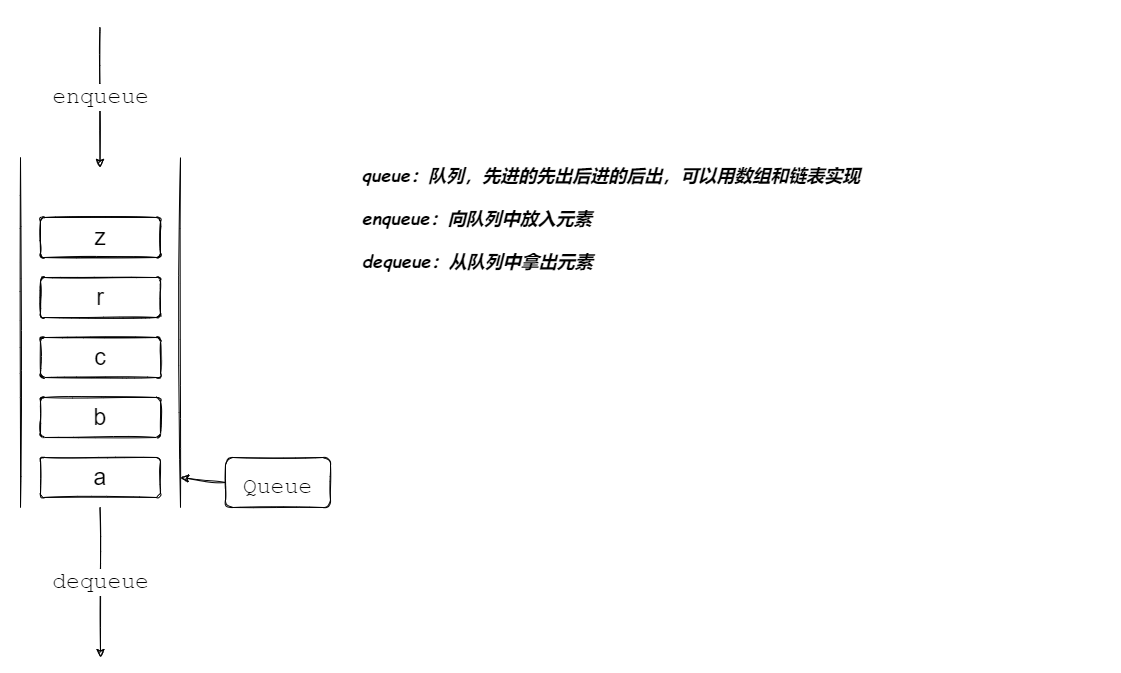 enqueue
queue：队列，先进的先出后进的后出，可以用数组和链表实现
enqueue：向队列中放入元素
dequeue：从队列中拿出元素
z
r
c
b
a
Queue
dequeue